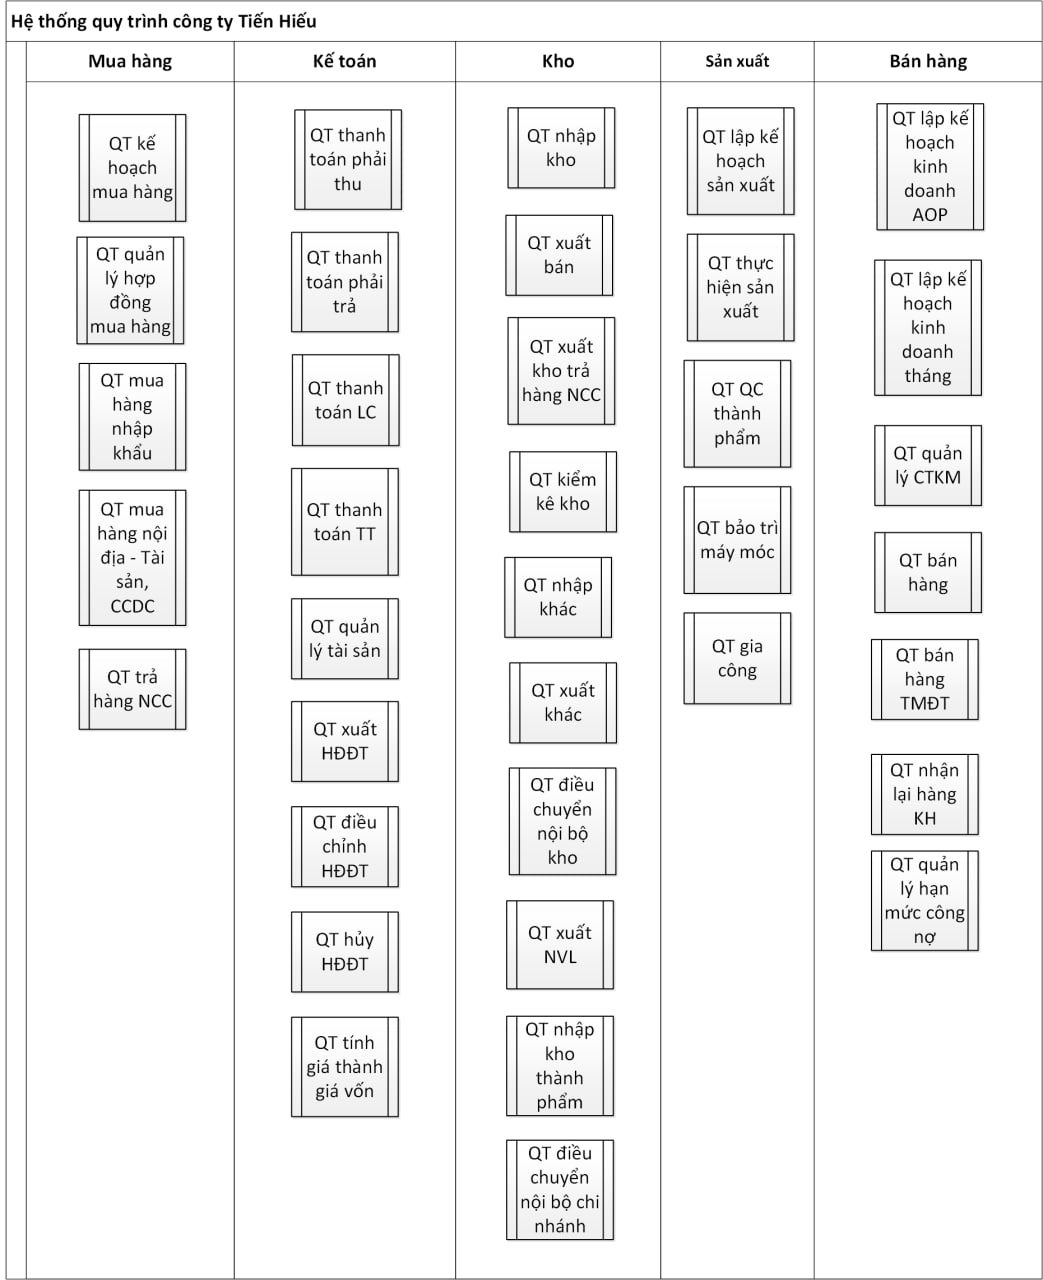 Hệ thống quy trình công ty Tiến Hiếu
Mua hàng
Kế toán
Kho
Sản xuất
Bán hàng
QT kế
hoạch
mua hàng
QT quản
lý hợp
đồng
mua hàng
QT mua
hàng
nhập
khẩu
QT mua
hàng nội
địa - Tài
sản,
CCDC
QT trả
hàng NCC
QT thanh
toán phải
thu
QT thanh
toán phải
trả
QT thanh
toán LC
QT thanh
toán TT
QT quản
lý tài sản
QT xuất
HĐĐT
QT điều
chỉnh
HĐĐT
QT hủy
HĐĐT
QT tính
giá thành
giá vốn
QT nhập
kho
QT xuất
bán
QT xuất
kho trả
hàng NCC
QT kiểm
kê kho
QT nhập
khác
QT xuất
khác
QT điều
chuyển
nội bộ
kho
QT xuất
NVL
QT nhập
kho
thành
phẩm
QT điều
chuyển
nội bộ chi
nhánh
QT lập kế
hoạch
sản xuất
QT thực
hiện sản
xuất
QT QC
thành
phẩm
QT bảo trì
máy móc
QT gia
công
QT lập kế
hoạch
kinh
doanh
AOP
QT lập kế
hoạch
kinh
doanh
tháng
QT quản
lý CTKM
QT bán
hàng
QT bán
hàng
TMĐT
QT nhận
lại hàng
KH
QT quản
lý hạn
mức công
nợ